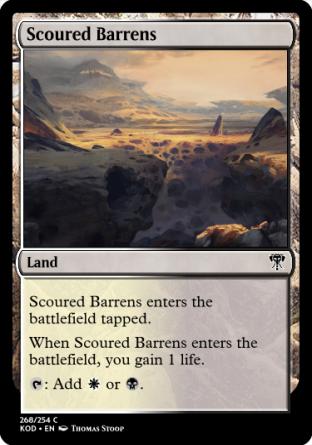 Scoured Barrens
Land
Scoured Barrens enters the
battlefield tapped.
When Scoured Barrens enters the
battlefield, you gain 1 life.
: Add or .
268/254 C
KOD • EN Thomas Stoop